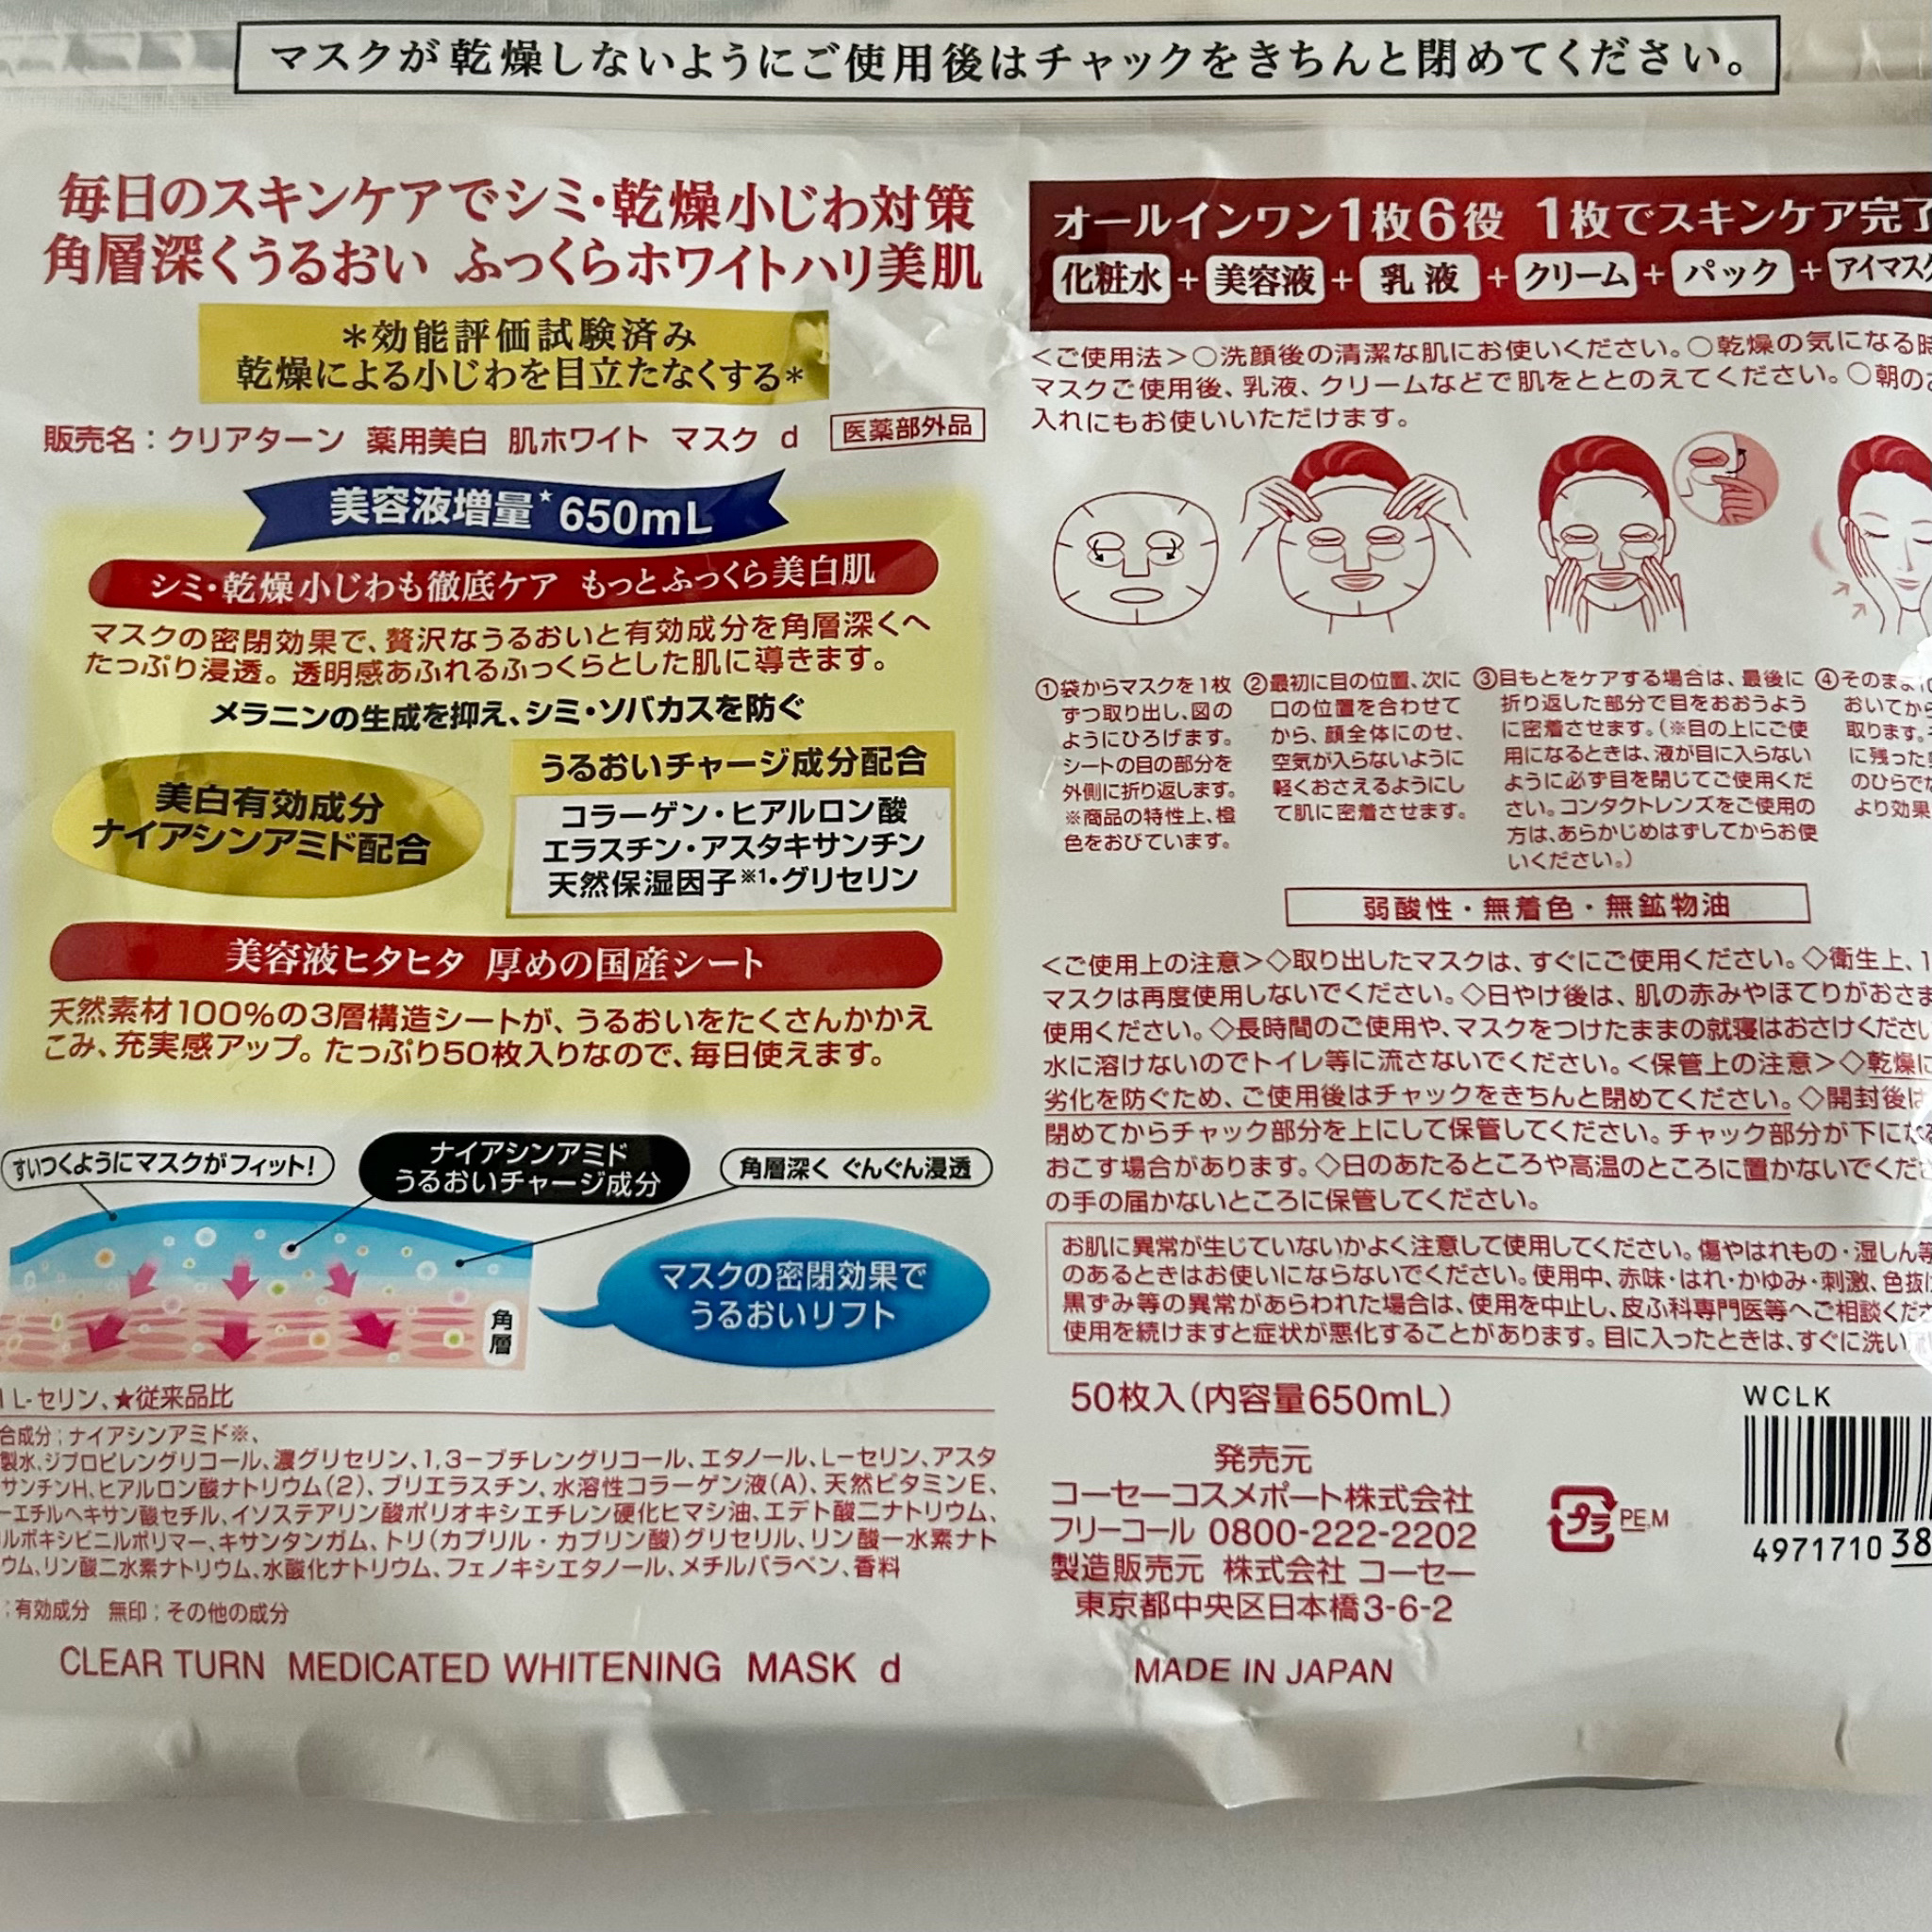 マスクが乾燥しないようにご使用後はチャックをきちんと閉めてください。
毎日のスキンケアでシミ・乾燥小じわ対策
角層深くうるおい ふっくらホワイトハリ美肌
＊効能評価試験済み
乾燥による小じわを目立たなくする＊
販売名：クリアターン 薬用美白 肌ホワイト マスク d
医薬部外品
美容液増量★ 650mL
シミ・乾燥小じわも徹底ケア もっとふっくら美白肌
マスクの密閉効果で、贅沢なうるおいと有効成分を角層深くへ
たっぷり浸透。透明感あふれるふっくらとした肌に導きます。
メラニンの生成を抑え、シミ・ソバカスを防ぐ
美白有効成分
ナイアシンアミド配合
うるおいチャージ成分配合
コラーゲン・ヒアルロン酸
エラスチン・アスタキサンチン
天然保湿因子※1・グリセリン
美容液ヒタヒタ 厚めの国産シート
天然素材100%の3層構造シートが、うるおいをたくさんかかえ
こみ、充実感アップ。たっぷり50枚入りなので、毎日使えます。
すいつくようにマスクがフィット！
ナイアシンアミド
うるおいチャージ成分
角層深く ぐんぐん浸透
マスクの密閉効果で
うるおいリフト
角層
L-セリン、★従来品比
合成分；ナイアシンアミド※、
製水、ジプロピレングリコール、濃グリセリン、1,3－ブチレングリコール、エタノール、L－セリン、アスタ
サンチンH、ヒアルロン酸ナトリウム（2）、ブリエラスチン、水溶性コラーゲン液（A）、天然ビタミンE、
ーエチルヘキサン酸セチル、イソステアリン酸ポリオキシエチレン硬化ヒマシ油、エデト酸二ナトリウム、
ルボキシビニルポリマー、キサンタンガム、トリ（カプリル・カプリン酸）グリセリル、リン酸一水素ナト
ウム、リン酸二水素ナトリウム、水酸化ナトリウム、フェノキシエタノール、メチルパラベン、香料
；有効成分 無印；その他の成分
CLEAR TURN MEDICATED WHITENING MASK d
オールインワン1枚6役 1枚でスキンケア完了
化粧水＋美容液＋乳液＋クリーム＋パック＋アイマスク
＜ご使用法＞○洗顔後の清潔な肌にお使いください。○乾燥の気になる時
マスクご使用後、乳液、クリームなどで肌をととのえてください。○朝のお
入れにもお使いいただけます。
①袋からマスクを1枚
ずつ取り出し、図の
ようにひろげます。
シートの目の部分を
外側に折り返します。
※商品の特性上、橙
色をおびています。
②最初に目の位置、次に
口の位置を合わせて
から、顔全体にのせ、
空気が入らないように
軽くおさえるようにし
て肌に密着させます。
③目もとをケアする場合は、最後に
折り返した部分で目をおおうよう
に密着させます。（※目の上にご使
用になるときは、液が目に入らない
ように必ず目を閉じてご使用くだ
さい。コンタクトレンズをご使用の
方は、あらかじめはずしてからお使
いください。）
④そのまま
おいてから
取ります。
に残った
のひらで
より効果
弱酸性・無着色・無鉱物油
＜ご使用上の注意＞◇取り出したマスクは、すぐにご使用ください。◇衛生上、1
マスクは再度使用しないでください。◇日やけ後は、肌の赤みやほてりがおさま
使用ください。◇長時間のご使用や、マスクをつけたままの就寝はおさけください
水に溶けないのでトイレ等に流さないでください。＜保管上の注意＞◇乾燥に
劣化を防ぐため、ご使用後はチャックをきちんと閉めてください。◇開封後は
閉めてからチャック部分を上にして保管してください。チャック部分が下に
おこす場合があります。◇日のあたるところや高温のところに置かないでくだ
の手の届かないところに保管してください。
お肌に異常が生じていないかよく注意して使用してください。傷やはれもの・湿しん等
のあるときはお使いにならないでください。使用中、赤味・はれ・かゆみ・刺激、色抜け
黒ずみ等の異常があらわれた場合は、使用を中止し、皮ふ科専門医等へご相談くだ
使用を続けますと症状が悪化することがあります。目に入ったときは、すぐに洗い
50枚入（内容量650mL）
発売元
コーセーコスメポート株式会社
フリーコール 0800-222-2202
製造販売元 株式会社 コーセー
東京都中央区日本橋3-6-2
MADE IN JAPAN
プラ
PE,M
WCLK
4971710 38